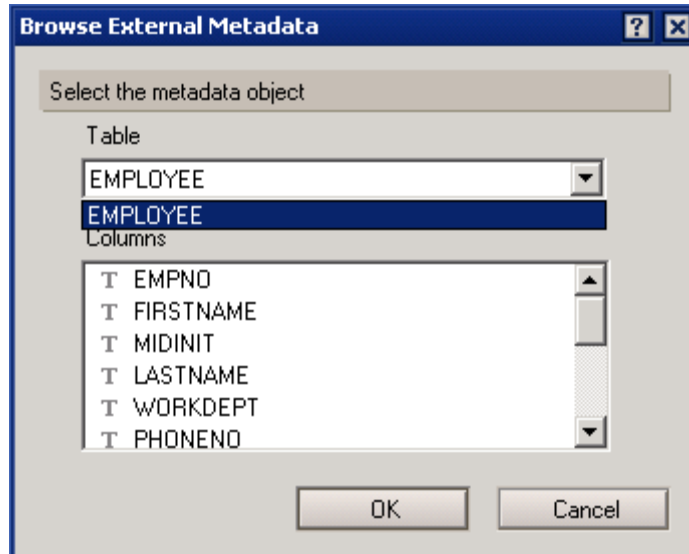 Browse External Metadata
Select the metadata object
Table
EMPLOYEE
EMPLOYEE
Columns
T EMPNO
T FIRSTNAME
T MIDINIT
T LASTNAME
T WORKDEPT
T PHONENO
OK Cancel